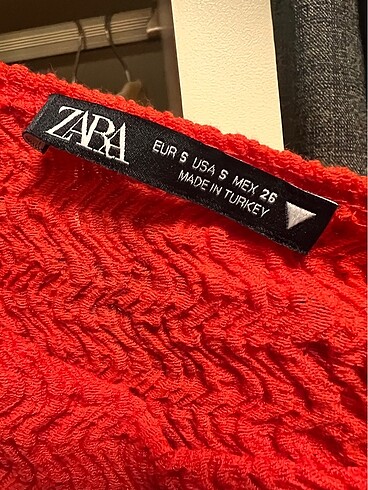 ZARA
EUR S USA S MEX 26
MADE IN TURKEY